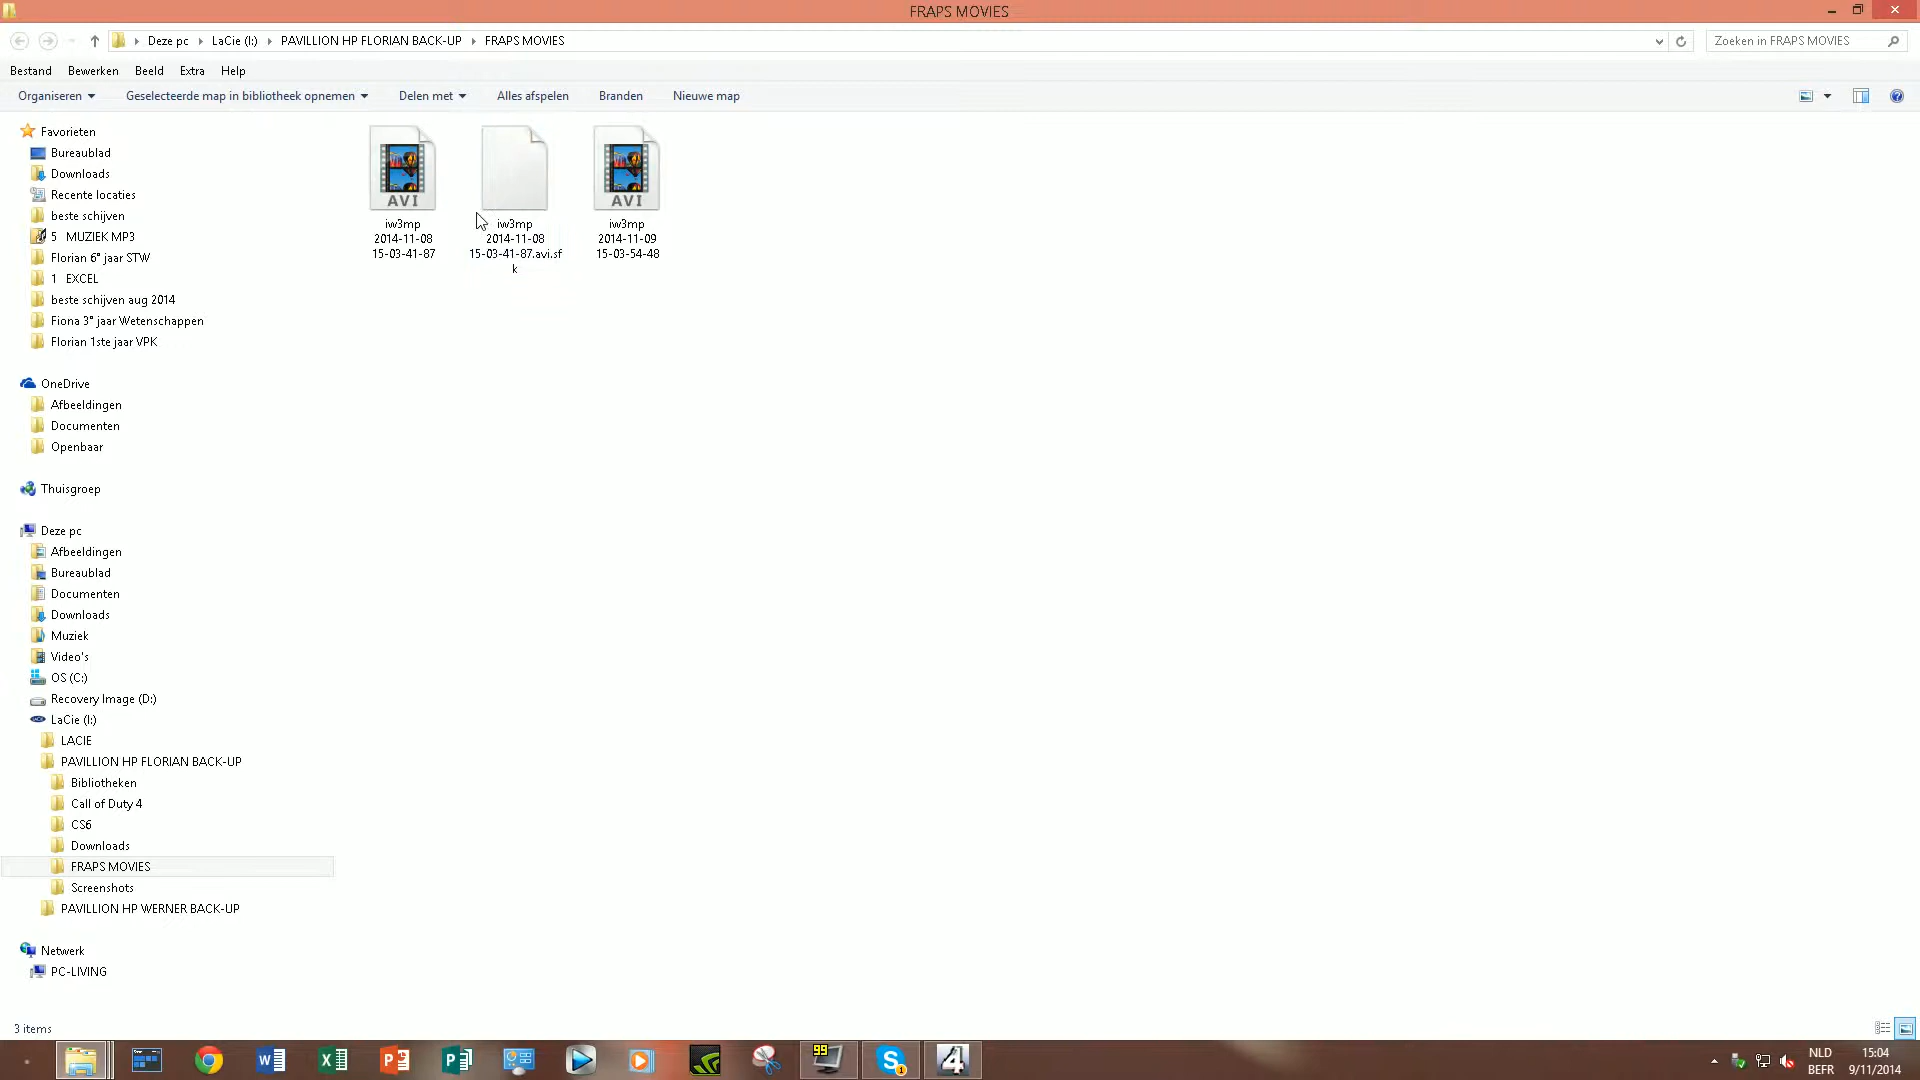 FRAPS MOVIES
Deze pc LaCie (I:) PAVILLION HP FLORIAN BACK-UP FRAPS MOVIES
Zoeken in FRAPS MOVIES
Bestand Bewerken Beeld Extra Help
Organiseren Geselecteerde map in bibliotheek opnemen Delen met Alles afspelen Branden Nieuwe map
Favorieten
Bureaublad
Downloads
Recente locaties
beste schijven
5 MUZIEK MP3
Florian 6° jaar STW
1 EXCEL
beste schijven aug 2014
Fiona 3° jaar Wetenschappen
Florian 1ste jaar VPK
OneDrive
Afbeeldingen
Documenten
Openbaar
Thuisgroep
Deze pc
Afbeeldingen
Bureaublad
Documenten
Downloads
Muziek
Video's
OS (C:)
Recovery Image (D:)
LaCie (I:)
LACIE
PAVILLION HP FLORIAN BACK-UP
Bibliotheken
Call of Duty 4
CS6
Downloads
FRAPS MOVIES
Screenshots
PAVILLION HP WERNER BACK-UP
Netwerk
PC-LIVING
AVI
iw3mp
2014-11-08
15-03-41-87
iw3mp
2014-11-08
15-03-41-87.avi.sf
k
AVI
iw3mp
2014-11-09
15-03-54-48
3 items
99
1
4
NLD
BEFR
15:04
9/11/2014